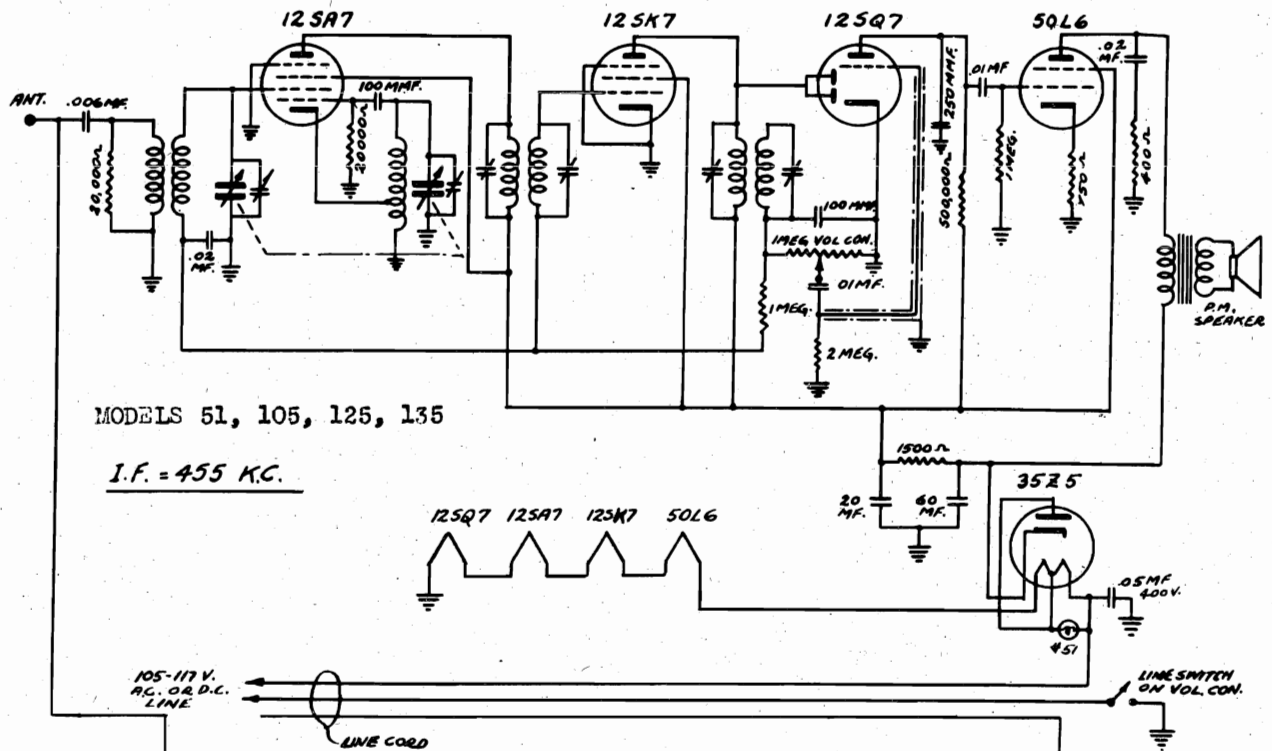 12SA7
12SK7
12SQ7
50L6
ANT.
.006MF.
100MMF.
20000Ω
20,000Ω
.02
MF.
250MMF.
.01MF
.02
MF.
1MEG.
150Ω
400Ω
500,000Ω
100MMF.
1MEG VOL CON.
.01MF.
1MEG.
2 MEG.
P.M.
SPEAKER
MODELS 51, 105, 125, 135
I.F. = 455 K.C.
1500Ω
20
MF.
60
MF.
35Z5
12SQ7 12SA7 12SK7 50L6
.05MF
400V.
#51
105-117 V.
A.C. OR D.C.
LINE
LINE SWITCH
ON VOL. CON.
LINE CORD